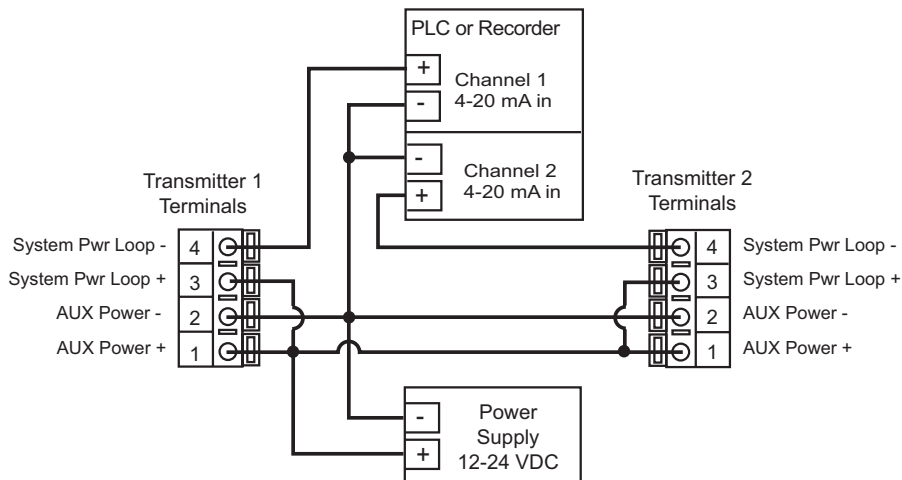 PLC or Recorder
+
Channel 1
4-20 mA in
-
-
Channel 2
4-20 mA in
+
Transmitter 1
Terminals
System Pwr Loop - 4
System Pwr Loop + 3
AUX Power - 2
AUX Power + 1
Transmitter 2
Terminals
4 System Pwr Loop -
3 System Pwr Loop +
2 AUX Power -
1 AUX Power +
-
+
Power
Supply
12-24 VDC